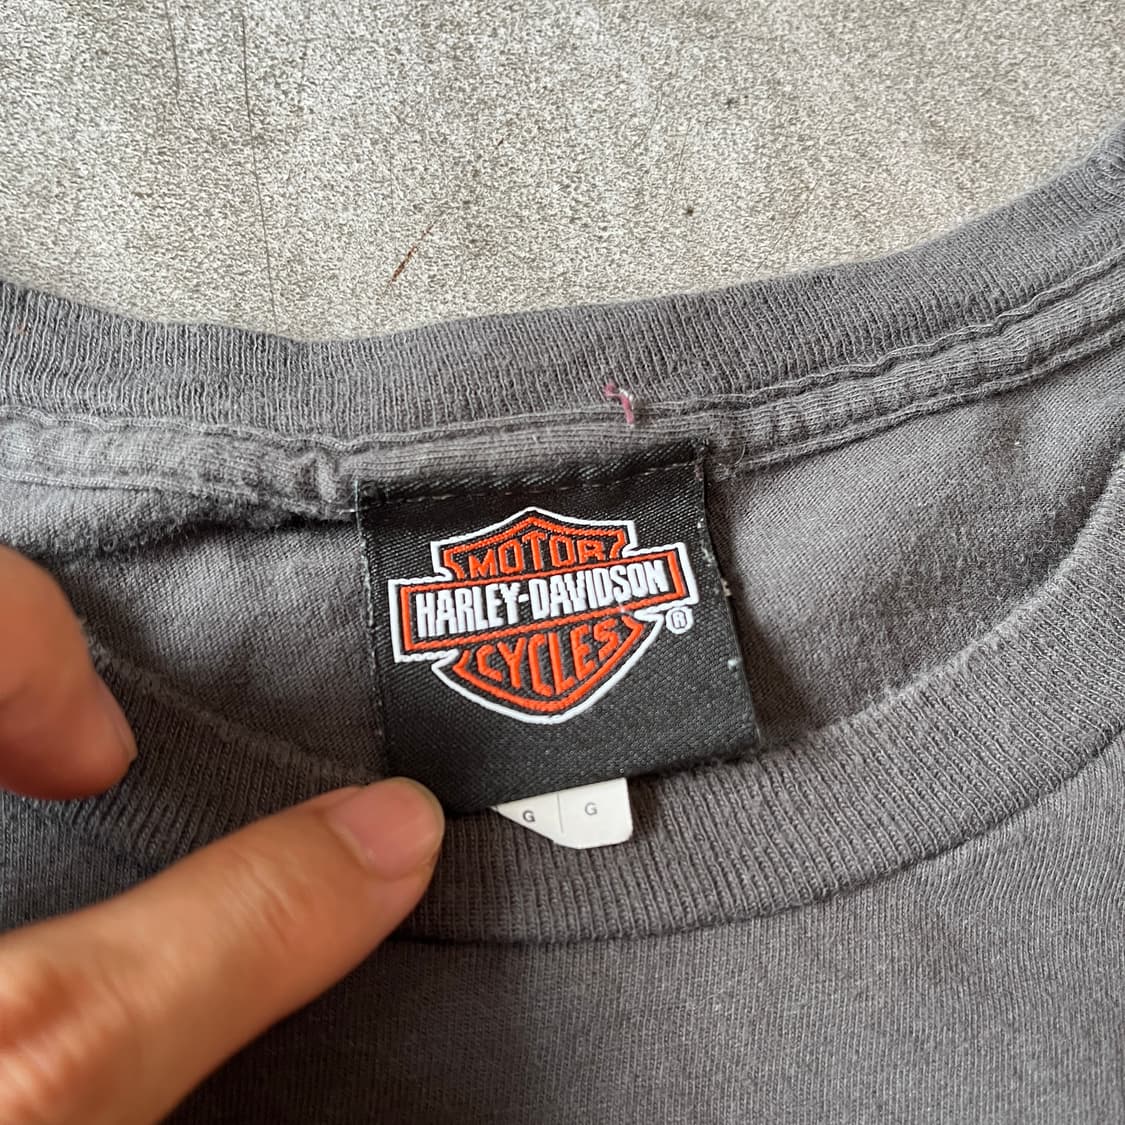 MOTOR
HARLEY-DAVIDSON
®
CYCLES
G G